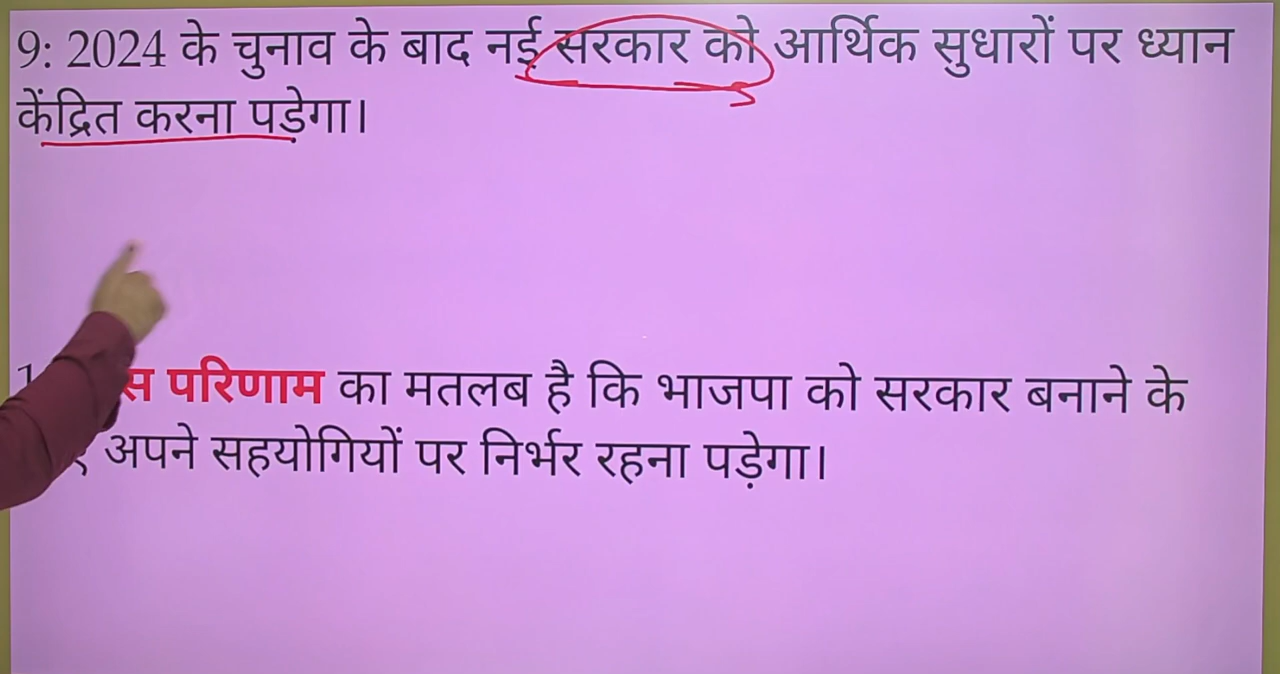 9: 2024 के चुनाव के बाद नई सरकार को आर्थिक सुधारों पर ध्यान
केंद्रित करना पड़ेगा।
परिणाम का मतलब है कि भाजपा को सरकार बनाने के
अपने सहयोगियों पर निर्भर रहना पड़ेगा।